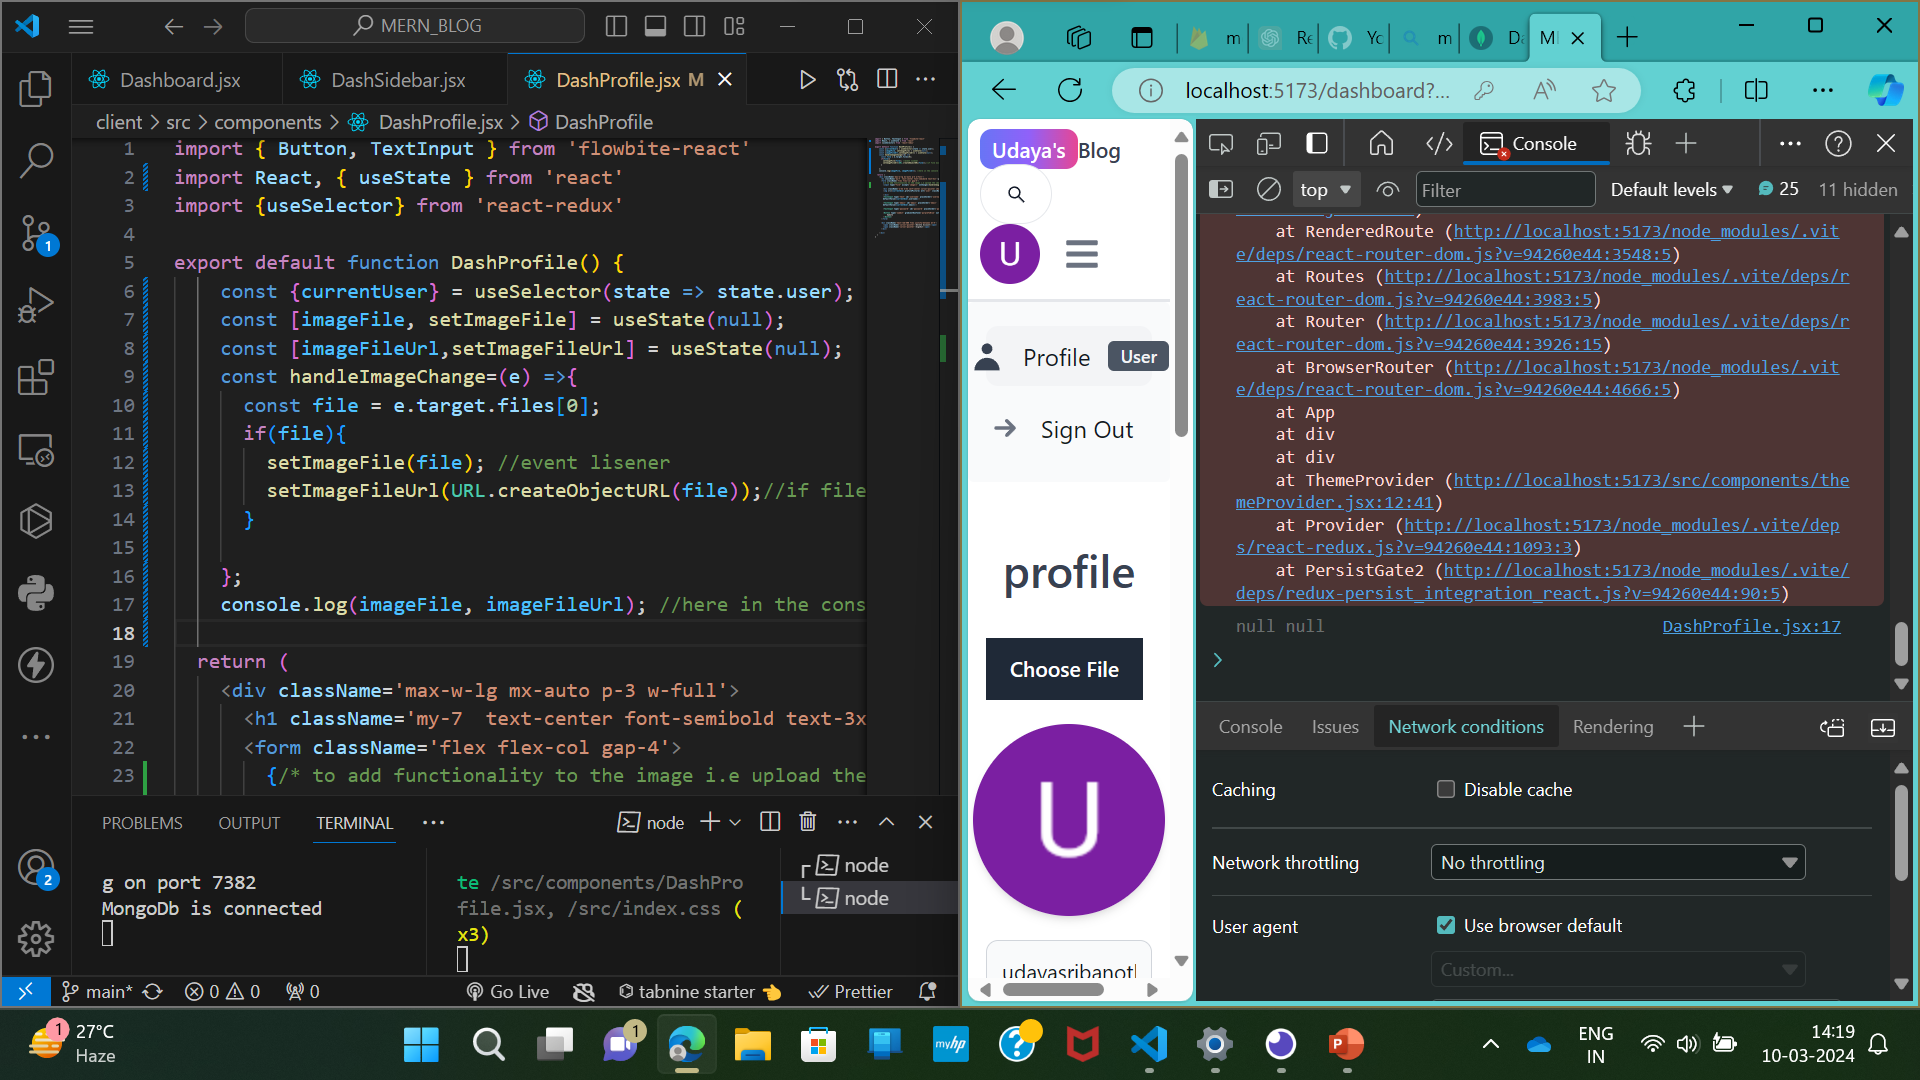 MERN_BLOG
Dashboard.jsx
DashSidebar.jsx
DashProfile.jsx M
client > src > components > DashProfile.jsx > DashProfile
1 import { Button, TextInput } from 'flowbite-react'
2 import React, { useState } from 'react'
3 import {useSelector} from 'react-redux'
4
5 export default function DashProfile() {
6 const {currentUser} = useSelector(state => state.user);
7 const [imageFile, setImageFile] = useState(null);
8 const [imageFileUrl,setImageFileUrl] = useState(null);
9 const handleImageChange=(e) =>{
10 const file = e.target.files[0];
11 if(file){
12 setImageFile(file); //event lisener
13 setImageFileUrl(URL.createObjectURL(file));//if file
14 }
15
16 };
17 console.log(imageFile, imageFileUrl); //here in the cons
18
19 return (
20 <div className='max-w-lg mx-auto p-3 w-full'>
21 <h1 className='my-7 text-center font-semibold text-3x
22 <form className='flex flex-col gap-4'>
23 {/* to add functionality to the image i.e upload the
1
2
PROBLEMS
OUTPUT
TERMINAL
node
g on port 7382
MongoDb is connected
te /src/components/DashPro
file.jsx, /src/index.css (
x3)
node
node
main*
0
0
0
Go Live
tabnine starter
Prettier
m
Re
Yc
m
Da
localhost:5173/dashboard?...
Udaya's Blog
U
Profile
User
Sign Out
profile
Choose File
U
udayasribanotl
Console
top
Filter
Default levels
25
11 hidden
at RenderedRoute (http://localhost:5173/node_modules/.vit
e/deps/react-router-dom.js?v=94260e44:3548:5)
at Routes (http://localhost:5173/node_modules/.vite/deps/r
eact-router-dom.js?v=94260e44:3983:5)
at Router (http://localhost:5173/node_modules/.vite/deps/r
eact-router-dom.js?v=94260e44:3926:15)
at BrowserRouter (http://localhost:5173/node_modules/.vit
e/deps/react-router-dom.js?v=94260e44:4666:5)
at App
at div
at div
at ThemeProvider (http://localhost:5173/src/components/the
meProvider.jsx:12:41)
at Provider (http://localhost:5173/node_modules/.vite/dep
s/react-redux.js?v=94260e44:1093:3)
at PersistGate2 (http://localhost:5173/node_modules/.vite/
deps/redux-persist_integration_react.js?v=94260e44:90:5)
null null
DashProfile.jsx:17
Console
Issues
Network conditions
Rendering
Caching
Disable cache
Network throttling
No throttling
User agent
Use browser default
Custom...
1
27°C
Haze
1
myhp
ENG
IN
14:19
10-03-2024